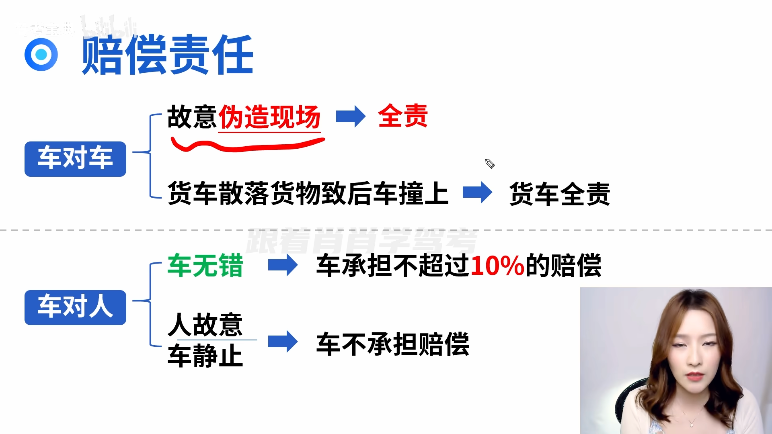 赔偿责任
车对车
故意伪造现场 全责
货车散落货物致后车撞上 货车全责
跟着肖肖学驾考
车对人
车无错 车承担不超过10%的赔偿
人故意
车静止 车不承担赔偿